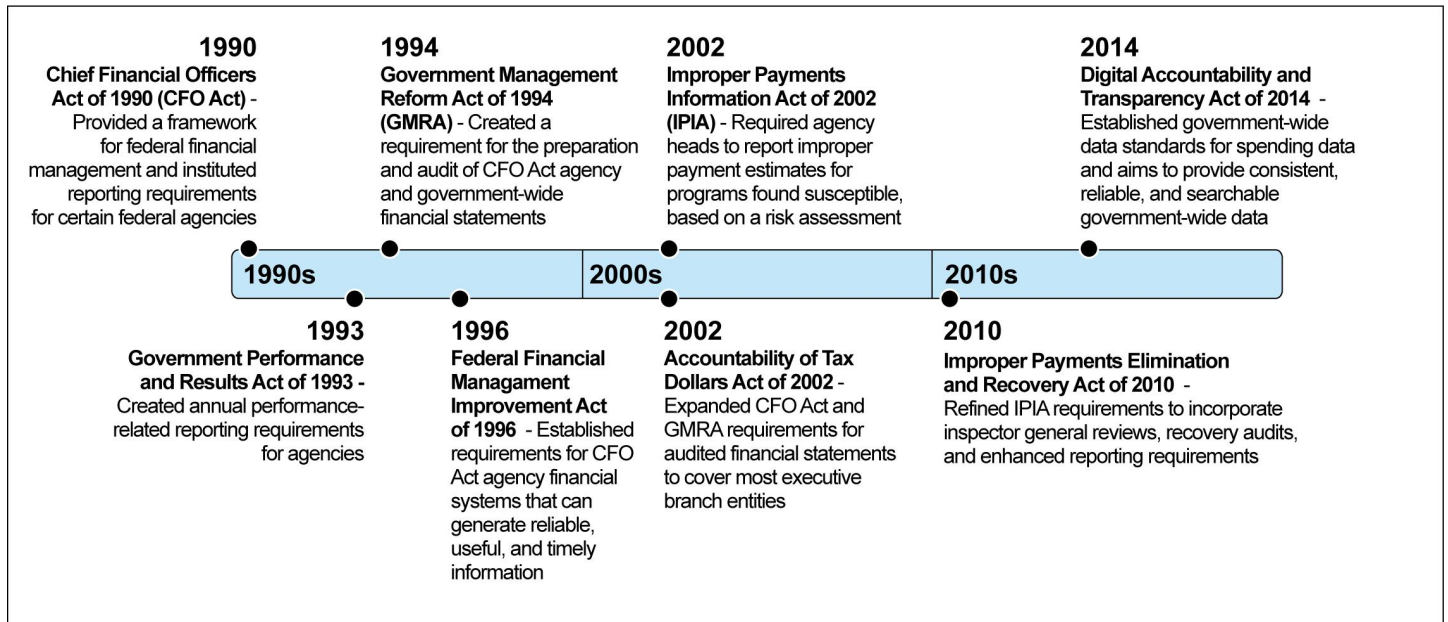 1990
Chief Financial Officers
Act of 1990 (CFO Act) -
Provided a framework
for federal financial
management and instituted
reporting requirements
for certain federal agencies
1994
Government Management
Reform Act of 1994
(GMRA) - Created a
requirement for the preparation
and audit of CFO Act agency
and government-wide
financial statements
2002
Improper Payments
Information Act of 2002
(IPIA) - Required agency
heads to report improper
payment estimates for
programs found susceptible,
based on a risk assessment
2014
Digital Accountability and
Transparency Act of 2014 -
Established government-wide
data standards for spending data
and aims to provide consistent,
reliable, and searchable
government-wide data
1990s
2000s
2010s
1993
Government Performance
and Results Act of 1993 -
Created annual performance-
related reporting requirements
for agencies
1996
Federal Financial
Managament
Improvement Act
of 1996 - Established
requirements for CFO
Act agency financial
systems that can
generate reliable,
useful, and timely
information
2002
Accountability of Tax
Dollars Act of 2002 -
Expanded CFO Act and
GMRA requirements for
audited financial statements
to cover most executive
branch entities
2010
Improper Payments Elimination
and Recovery Act of 2010 -
Refined IPIA requirements to incorporate
inspector general reviews, recovery audits,
and enhanced reporting requirements